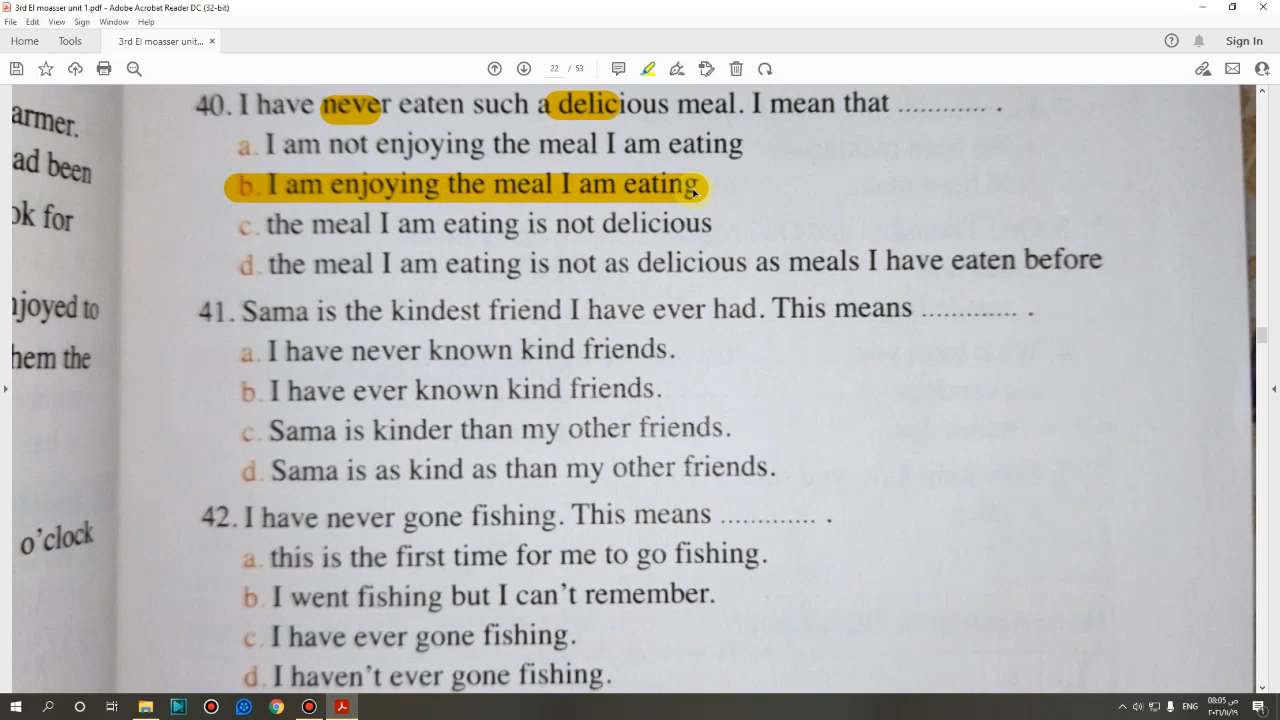 3rd El moasser unit 1.pdf - Adobe Acrobat Reader DC (32-bit)
File Edit View Sign Window Help
Home Tools 3rd El moasser unit... × Sign In
22 / 53
40. I have never eaten such a delicious meal. I mean that ............ .
a. I am not enjoying the meal I am eating
b. I am enjoying the meal I am eating
c. the meal I am eating is not delicious
d. the meal I am eating is not as delicious as meals I have eaten before
41. Sama is the kindest friend I have ever had. This means ............. .
a. I have never known kind friends.
b. I have ever known kind friends.
c. Sama is kinder than my other friends.
d. Sama is as kind as than my other friends.
42. I have never gone fishing. This means ............. .
a. this is the first time for me to go fishing.
b. I went fishing but I can't remember.
c. I have ever gone fishing.
d. I haven't ever gone fishing.
armer.
ad been
ok for
njoyed to
hem the
o'clock
ENG
08:05 ص